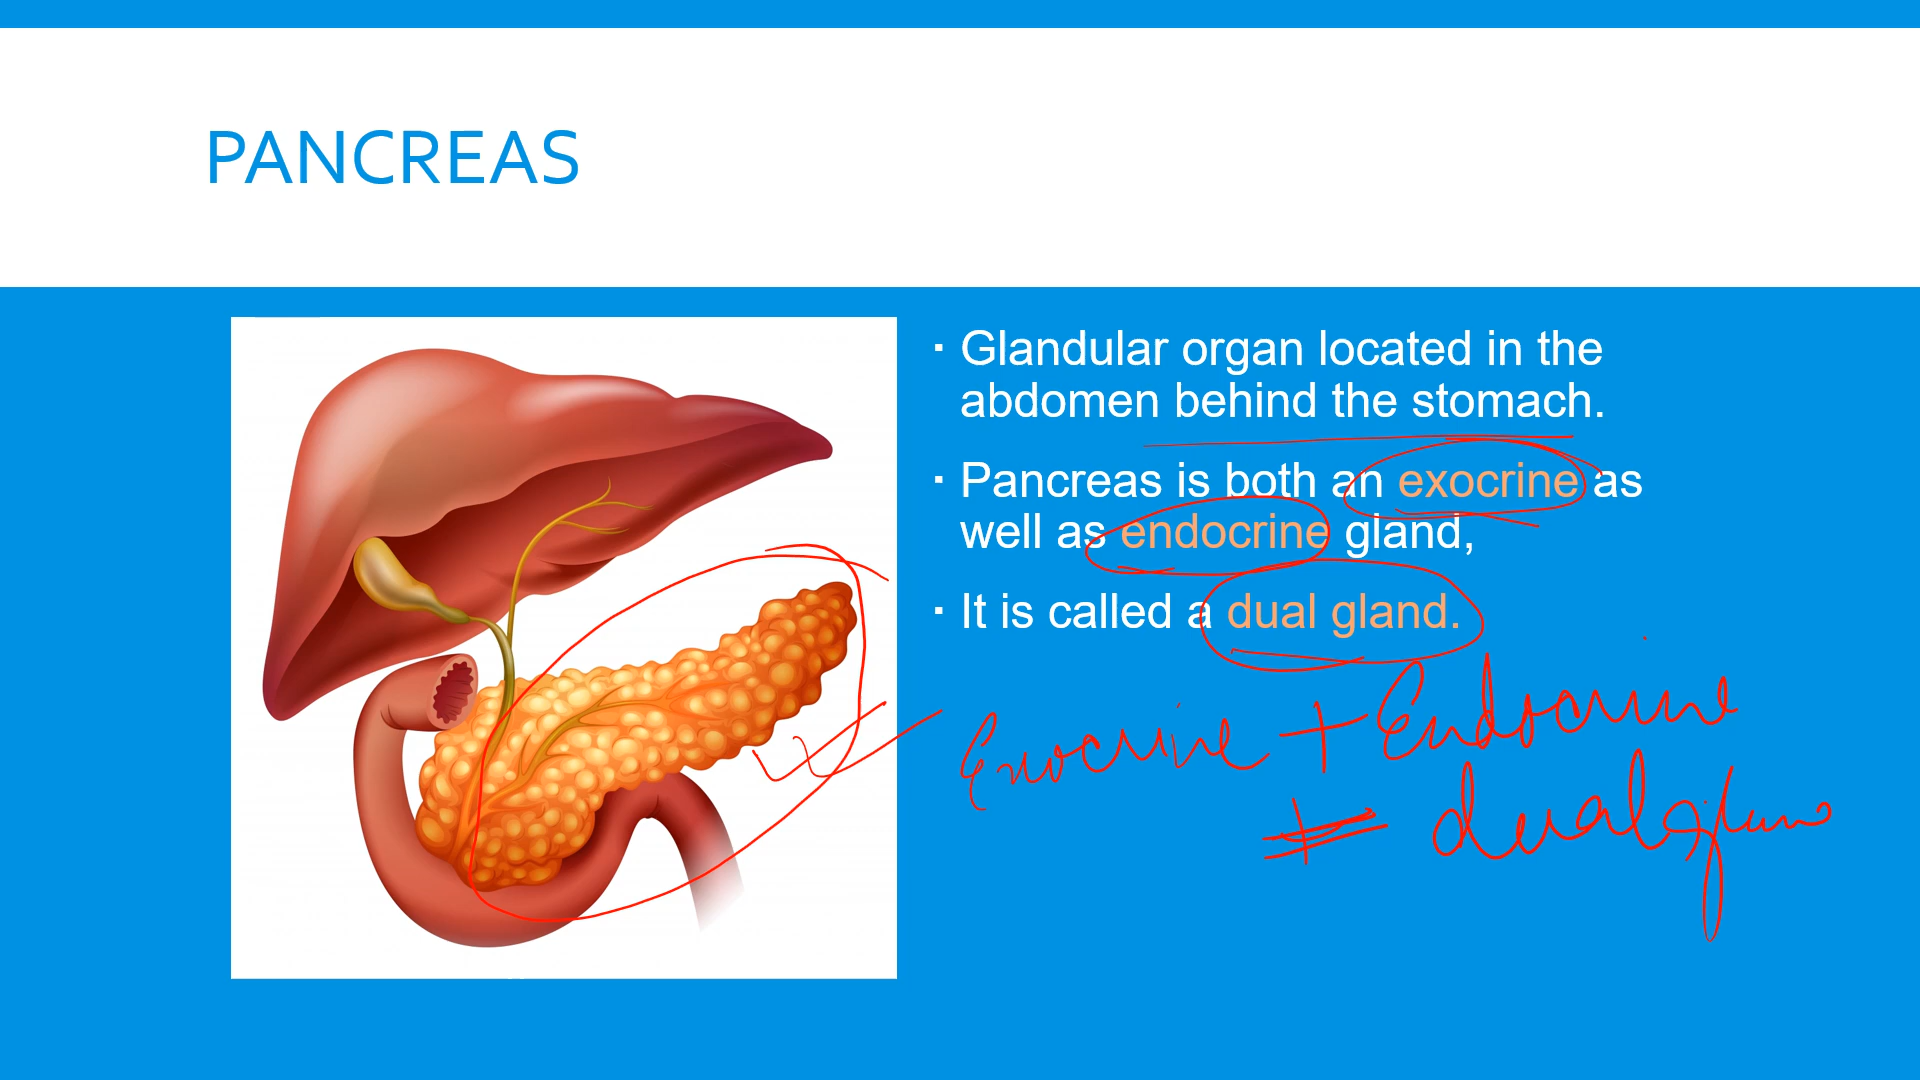 PANCREAS
▪ Glandular organ located in the
abdomen behind the stomach.
▪ Pancreas is both an exocrine as
well as endocrine gland,
▪ It is called a dual gland.
Exocrine + Endocrine
= dual gland